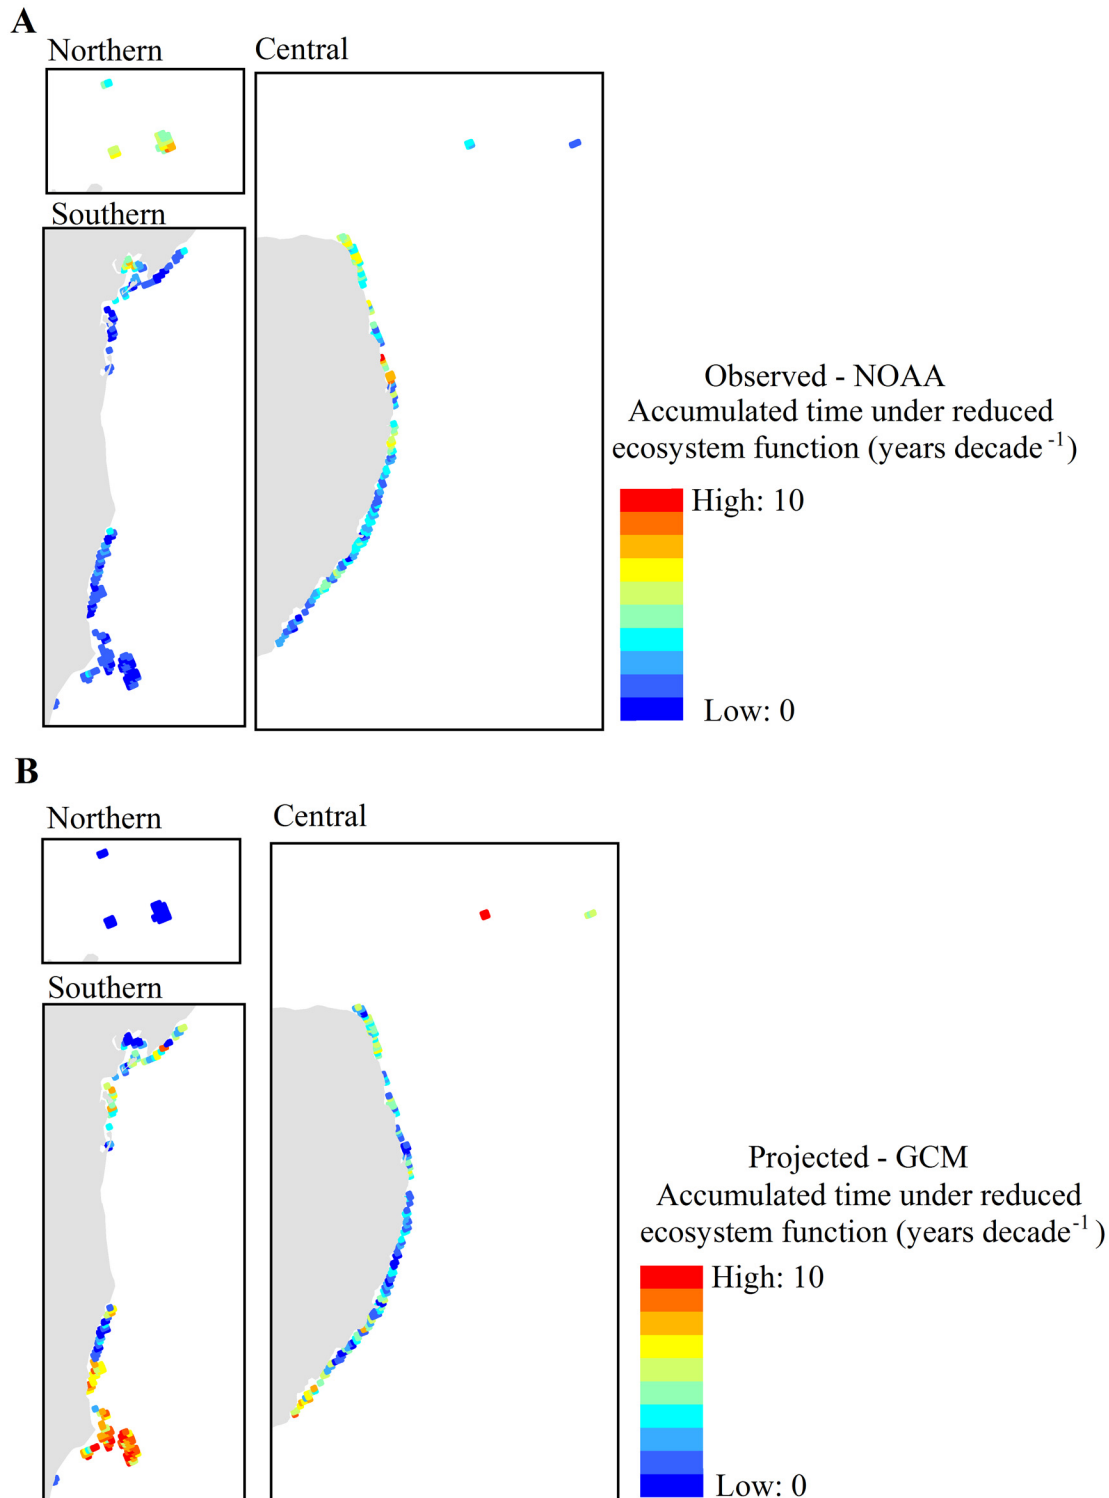 A
Northern
Central
Southern
Observed - NOAA
Accumulated time under reduced
ecosystem function (years decade⁻¹)
High: 10
Low: 0
B
Northern
Central
Southern
Projected - GCM
Accumulated time under reduced
ecosystem function (years decade⁻¹)
High: 10
Low: 0